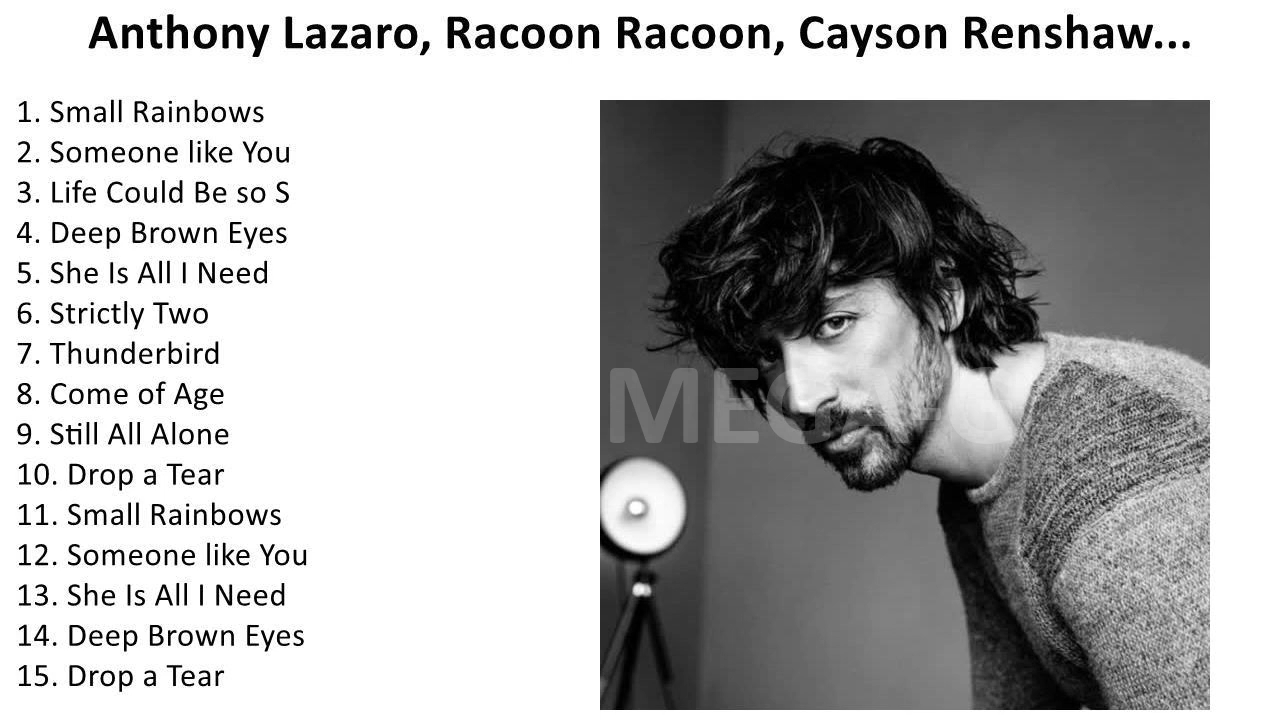 Anthony Lazaro, Racoon Racoon, Cayson Renshaw...
1. Small Rainbows
2. Someone like You
3. Life Could Be so S
4. Deep Brown Eyes
5. She Is All I Need
6. Strictly Two
7. Thunderbird
8. Come of Age
9. Still All Alone
10. Drop a Tear
11. Small Rainbows
12. Someone like You
13. She Is All I Need
14. Deep Brown Eyes
15. Drop a Tear